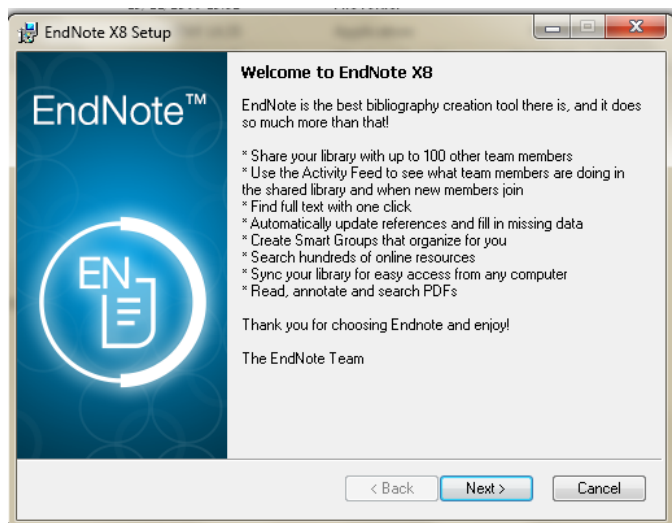 EndNote X8 Setup
EndNote™
EN
Welcome to EndNote X8
EndNote is the best bibliography creation tool there is, and it does
so much more than that!
* Share your library with up to 100 other team members
* Use the Activity Feed to see what team members are doing in
the shared library and when new members join
* Find full text with one click
*Automatically update references and fill in missing data
* Create Smart Groups that organize for you
* Search hundreds of online resources
* Sync your library for easy access from any computer
* Read, annotate and search PDFs
Thank you for choosing Endnote and enjoy!
The EndNote Team
< Back
Next >
Cancel